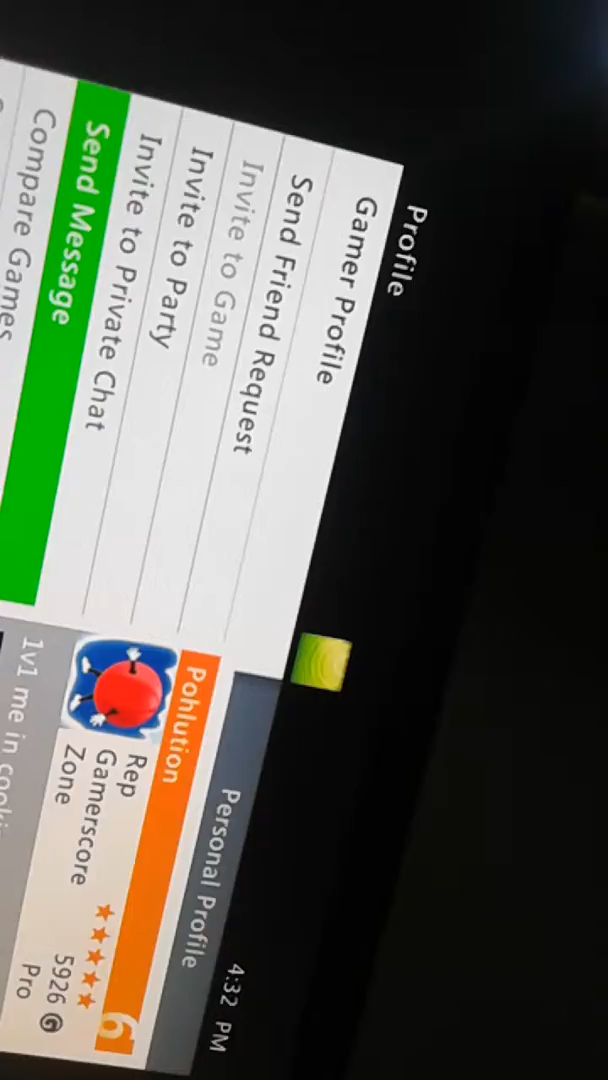 Profile
4:32 PM
Gamer Profile
Send Friend Request
Invite to Game
Invite to Party
Invite to Private Chat
Send Message
Compare Games
Personal Profile
Pohlution
6
Rep
Gamerscore 5926 G
Zone Pro
1v1 me in